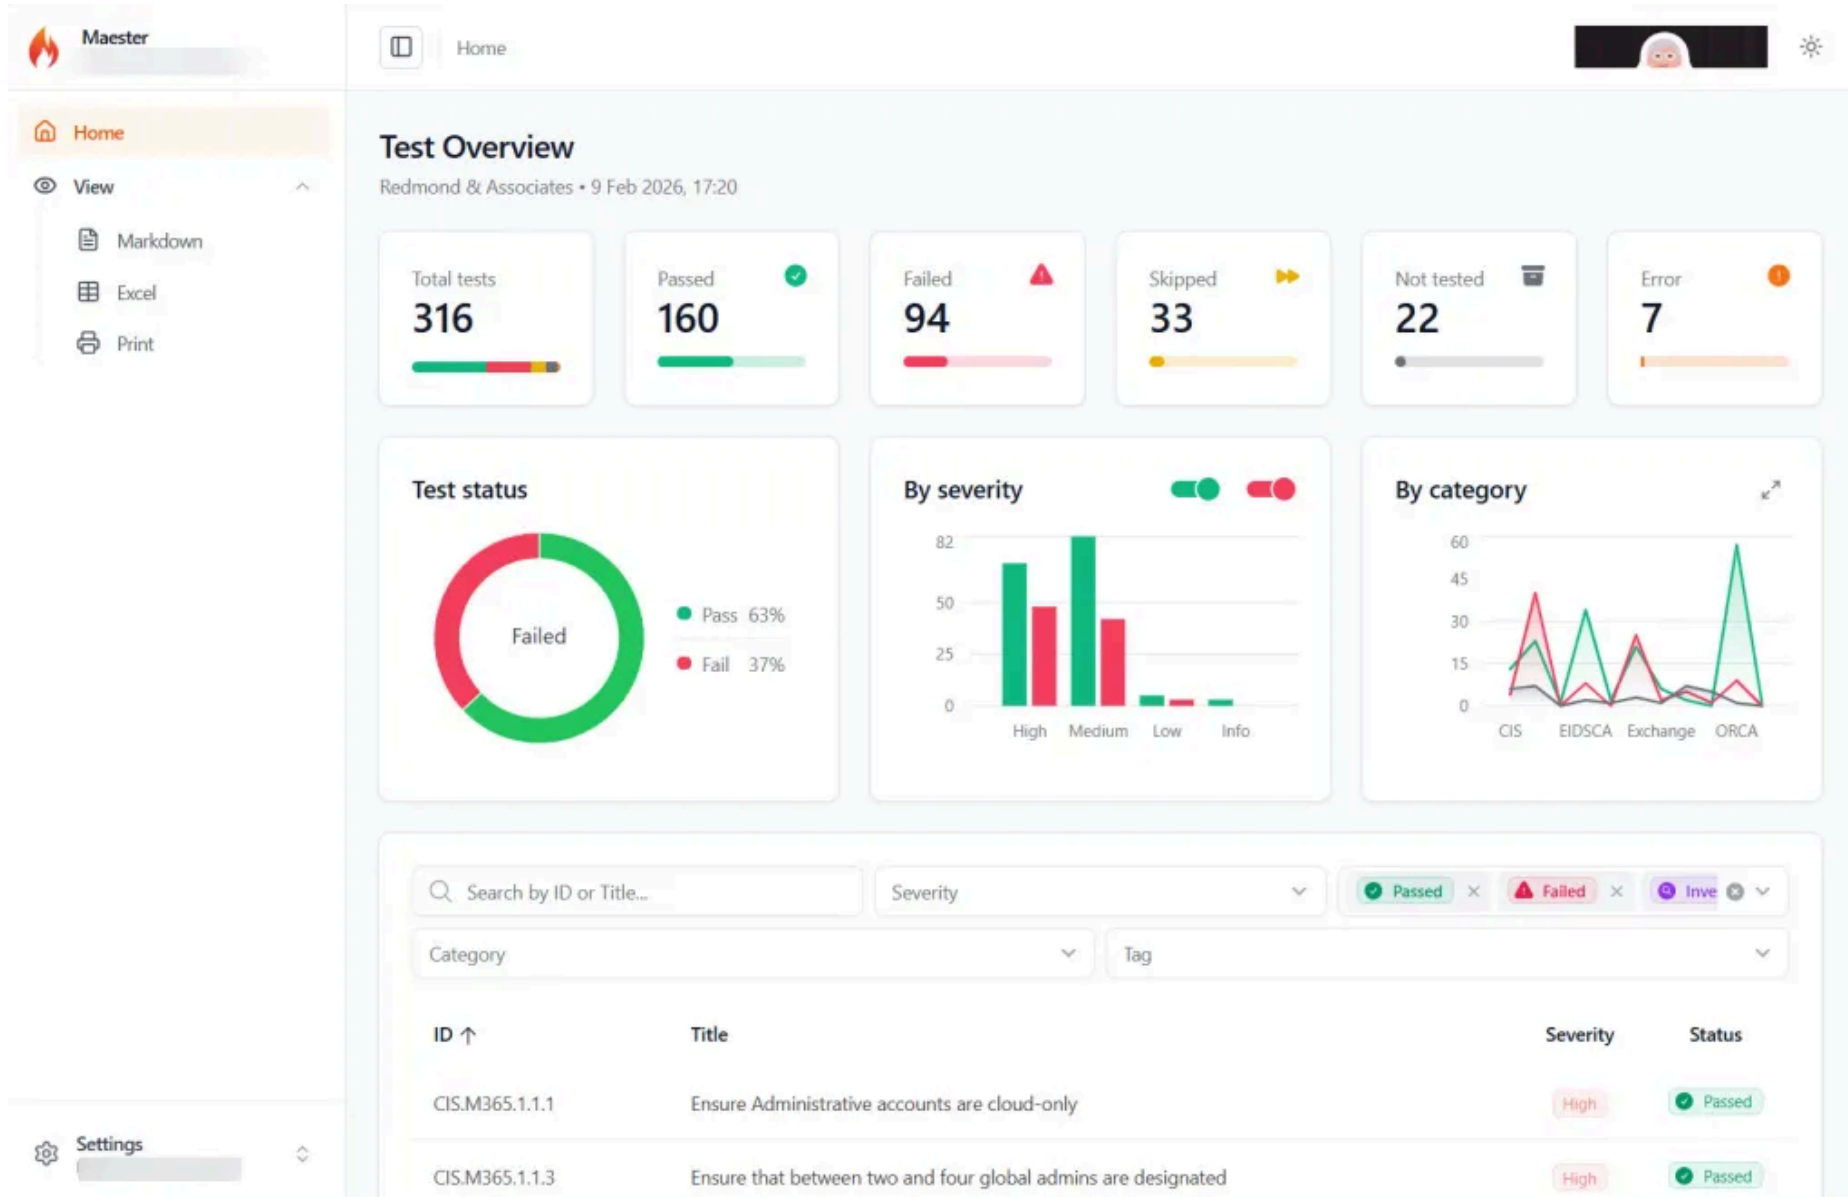 Maester
Home
Home
View
Markdown
Excel
Print
Settings
Test Overview
Redmond & Associates • 9 Feb 2026, 17:20
Total tests
316
Passed
160
Failed
94
Skipped
33
Not tested
22
Error
7
Test status
Failed
Pass 63%
Fail 37%
By severity
82
50
25
0
High Medium Low Info
By category
60
45
30
15
0
CIS EIDSCA Exchange ORCA
Search by ID or Title...
Severity
Passed Failed Inve
Category
Tag
ID Title Severity Status
CIS.M365.1.1.1 Ensure Administrative accounts are cloud-only High Passed
CIS.M365.1.1.3 Ensure that between two and four global admins are designated High Passed